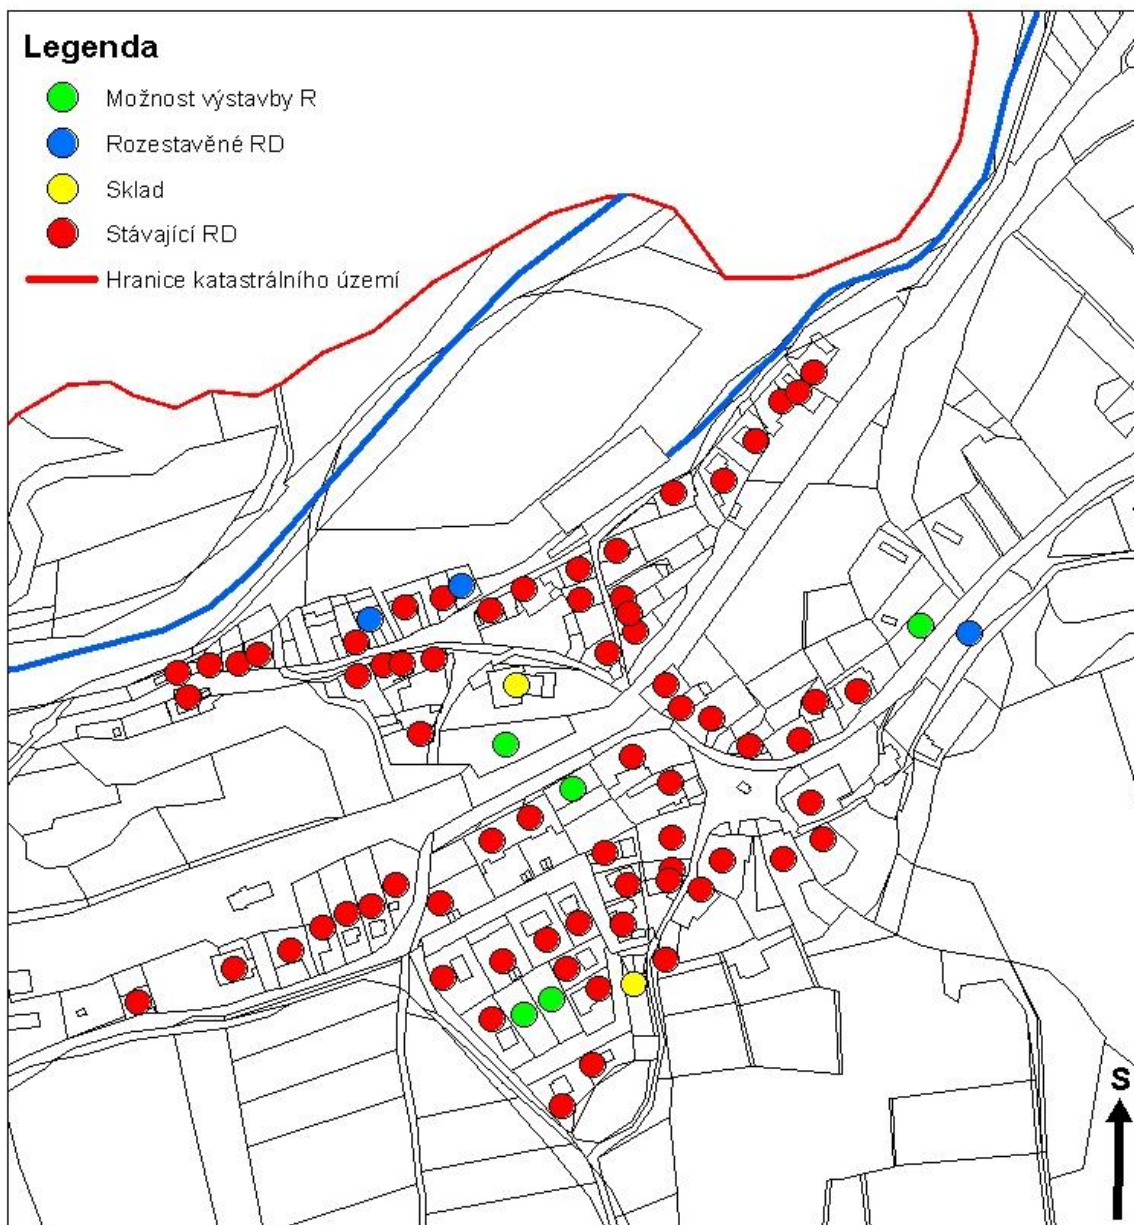 Legenda
Možnost výstavby R
Rozestavěné RD
Sklad
Stávající RD
Hranice katastrálního území
S